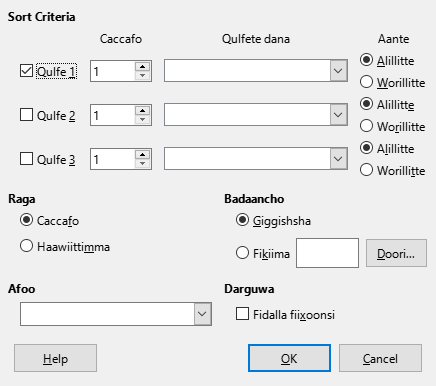 Sort Criteria
Caccafo Qulfete dana Aante
Qulfe 1 1 Alillitte
Worillitte
Qulfe 2 1 Alillitte
Worillitte
Qulfe 3 1 Alillitte
Worillitte
Raga Badaancho
Caccafo Giggishsha
Haawiittimma Fikiima Doori...
Afoo Darguwa
Fidalla fiixoonsi
Help OK Cancel